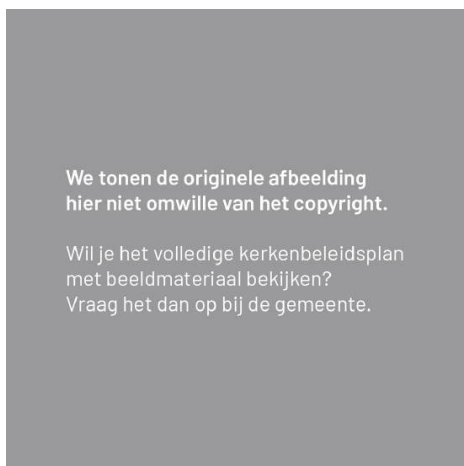 We tonen de originele afbeelding
hier niet omwille van het copyright.
Wil je het volledige kerkenbeleidsplan
met beeldmateriaal bekijken?
Vraag het dan op bij de gemeente.